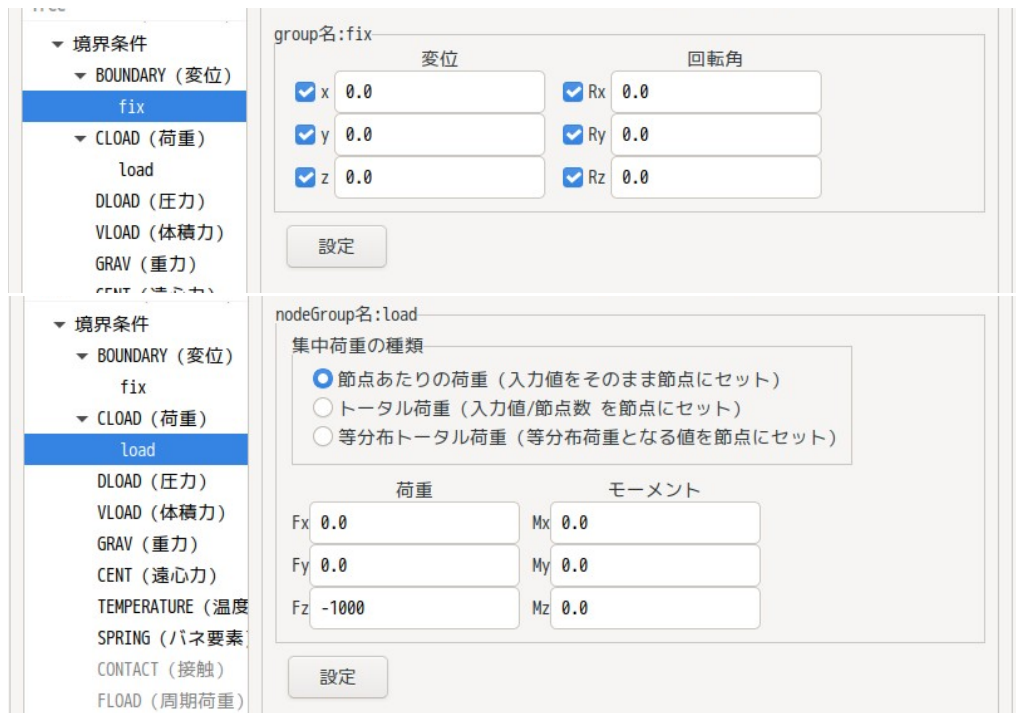 境界条件
BOUNDARY (変位)
fix
CLOAD (荷重)
load
DLOAD (圧力)
VLOAD (体積力)
GRAV (重力)
group名:fix
変位 回転角
x 0.0 Rx 0.0
y 0.0 Ry 0.0
z 0.0 Rz 0.0
設定
境界条件
BOUNDARY (変位)
fix
CLOAD (荷重)
load
DLOAD (圧力)
VLOAD (体積力)
GRAV (重力)
CENT (遠心力)
TEMPERATURE (温度
SPRING (バネ要素)
CONTACT (接触)
FLOAD (周期荷重)
nodeGroup名:load
集中荷重の種類
節点あたりの荷重 (入力値をそのまま節点にセット)
トータル荷重 (入力値/節点数 を節点にセット)
等分布トータル荷重 (等分布荷重となる値を節点にセット)
荷重 モーメント
Fx 0.0 Mx 0.0
Fy 0.0 My 0.0
Fz -1000 Mz 0.0
設定